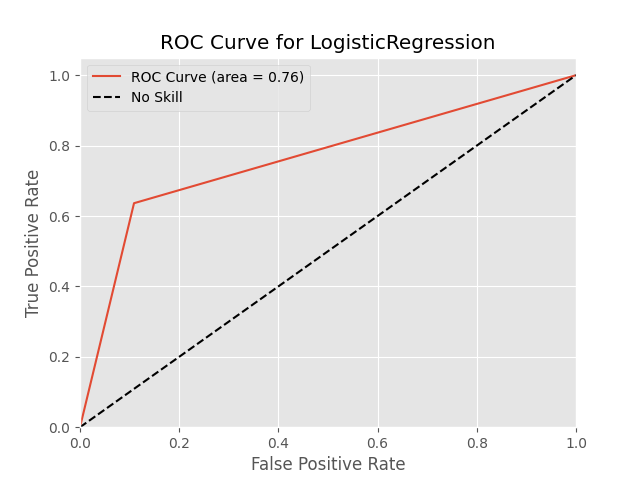 ROC Curve for LogisticRegression
ROC Curve (area = 0.76)
No Skill
True Positive Rate
1.0
0.8
0.6
0.4
0.2
0.0
0.0 0.2 0.4 0.6 0.8 1.0
False Positive Rate